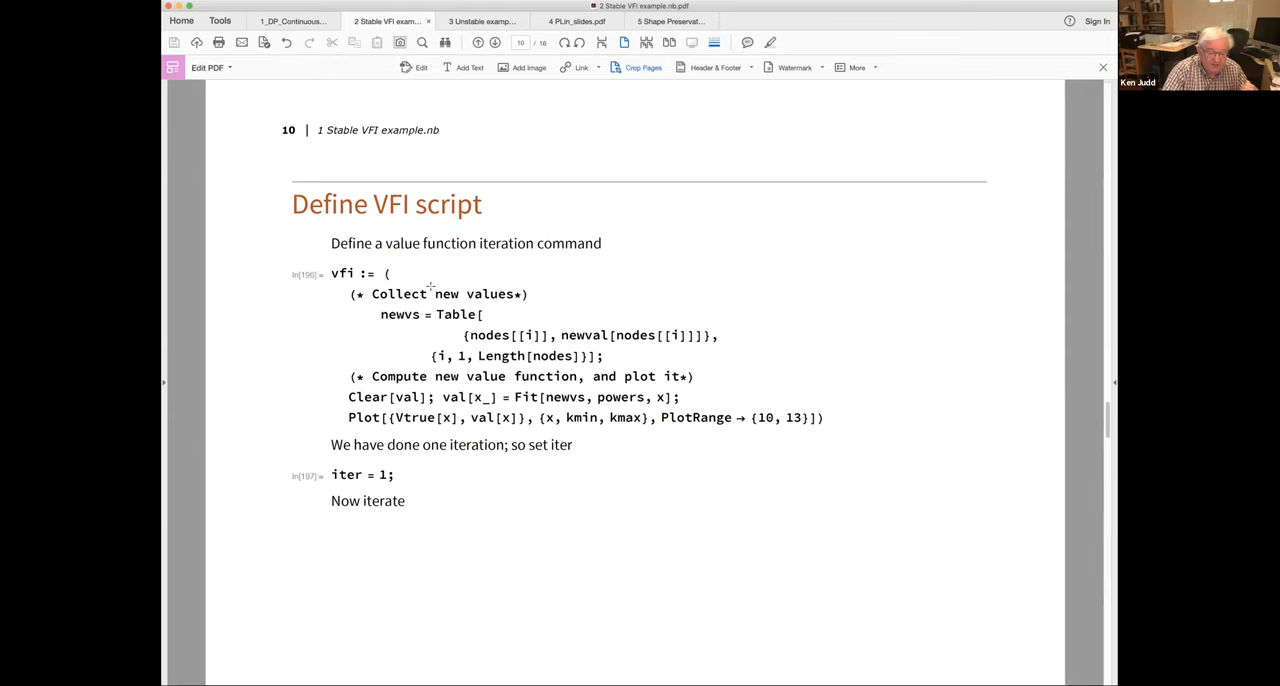 2 Stable VFI example.nb.pdf
Home Tools 1_DP_Continuous... 2 Stable VFI exam... × 3 Unstable examp... 4 PLin_slides.pdf 5 Shape Preservat... Sign In
10 / 16
Edit PDF Edit Add Text Add Image Link Crop Pages Header & Footer Watermark More
Ken Judd
10 | 1 Stable VFI example.nb
Define VFI script
Define a value function iteration command
In[196]:= vfi := (
(* Collect new values*)
newvs = Table[
{nodes[[i]], newval[nodes[[i]]]},
{i, 1, Length[nodes]}];
(* Compute new value function, and plot it*)
Clear[val]; val[x_] = Fit[newvs, powers, x];
Plot[{Vtrue[x], val[x]}, {x, kmin, kmax}, PlotRange → {10, 13}])
We have done one iteration; so set iter
In[197]:= iter = 1;
Now iterate